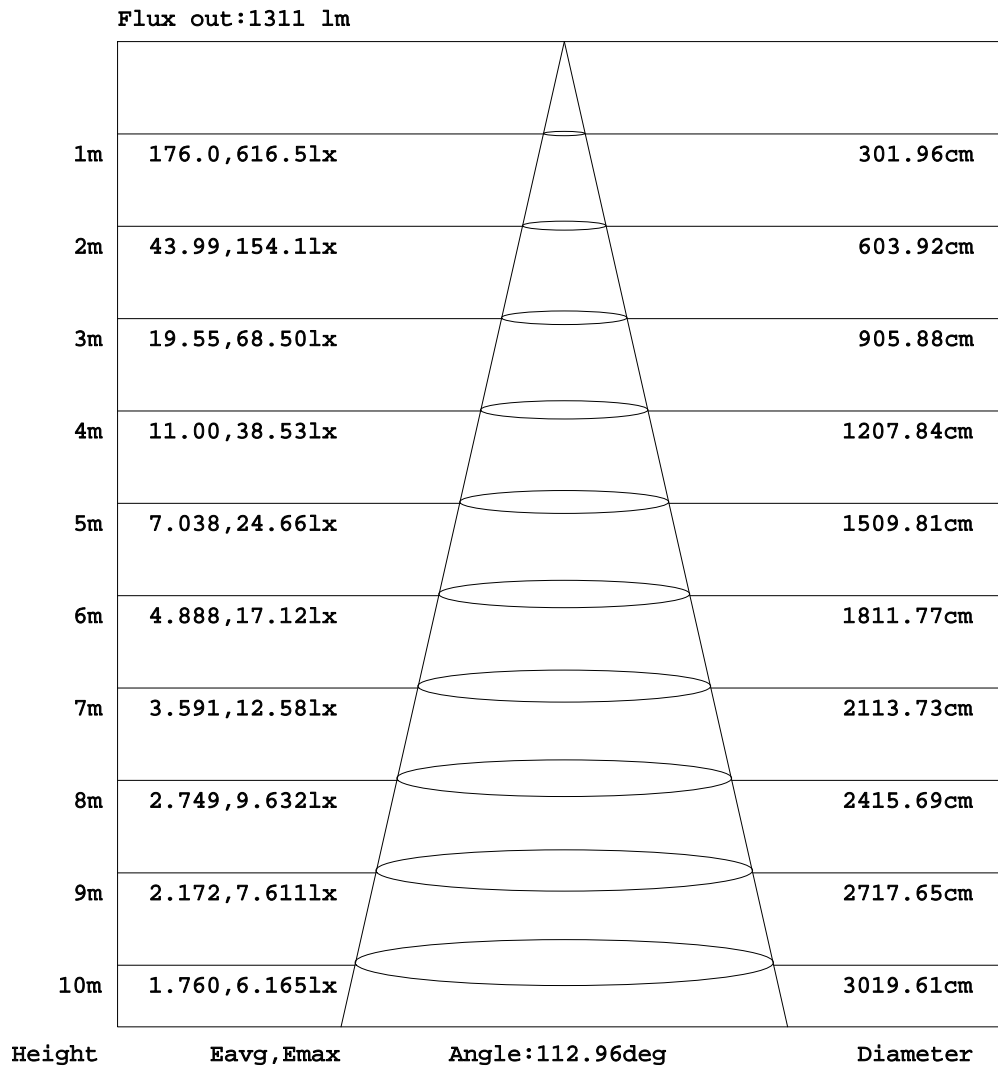 Flux out:1311 lm
1m 176.0,616.5lx 301.96cm
2m 43.99,154.1lx 603.92cm
3m 19.55,68.50lx 905.88cm
4m 11.00,38.53lx 1207.84cm
5m 7.038,24.66lx 1509.81cm
6m 4.888,17.12lx 1811.77cm
7m 3.591,12.58lx 2113.73cm
8m 2.749,9.632lx 2415.69cm
9m 2.172,7.611lx 2717.65cm
10m 1.760,6.165lx 3019.61cm
Height Eavg,Emax Angle:112.96deg Diameter